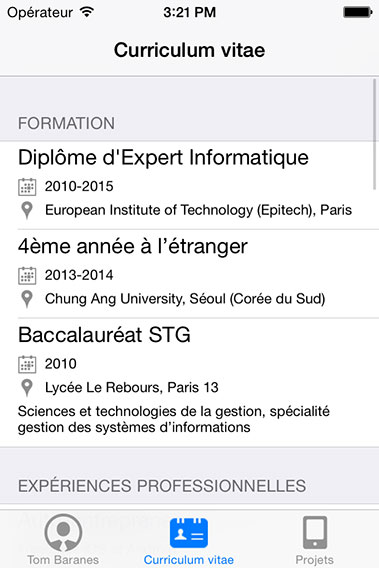 Opérateur 3:21 PM
Curriculum vitae
FORMATION
Diplôme d'Expert Informatique
2010-2015
European Institute of Technology (Epitech), Paris
4ème année à l’étranger
2013-2014
Chung Ang University, Séoul (Corée du Sud)
Baccalauréat STG
2010
Lycée Le Rebours, Paris 13
Sciences et technologies de la gestion, spécialité
gestion des systèmes d’informations
EXPÉRIENCES PROFESSIONNELLES
Tom Baranes Curriculum vitae Projets